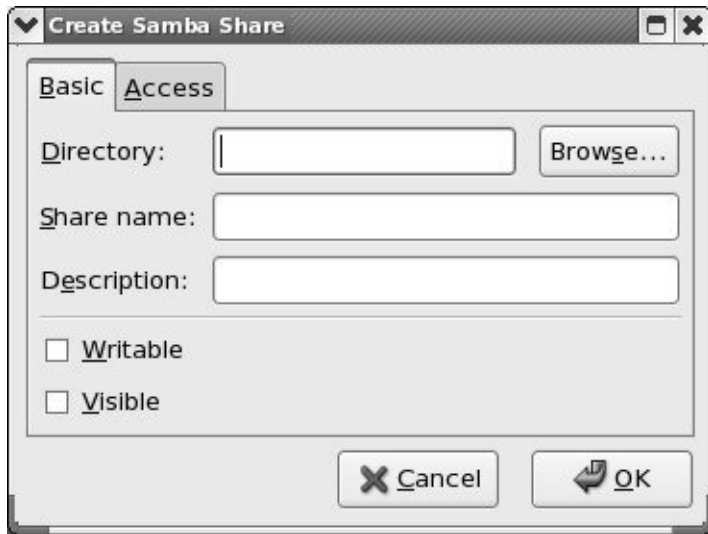 Create Samba Share
Basic Access
Directory: Browse...
Share name:
Description:
Writable
Visible
Cancel OK